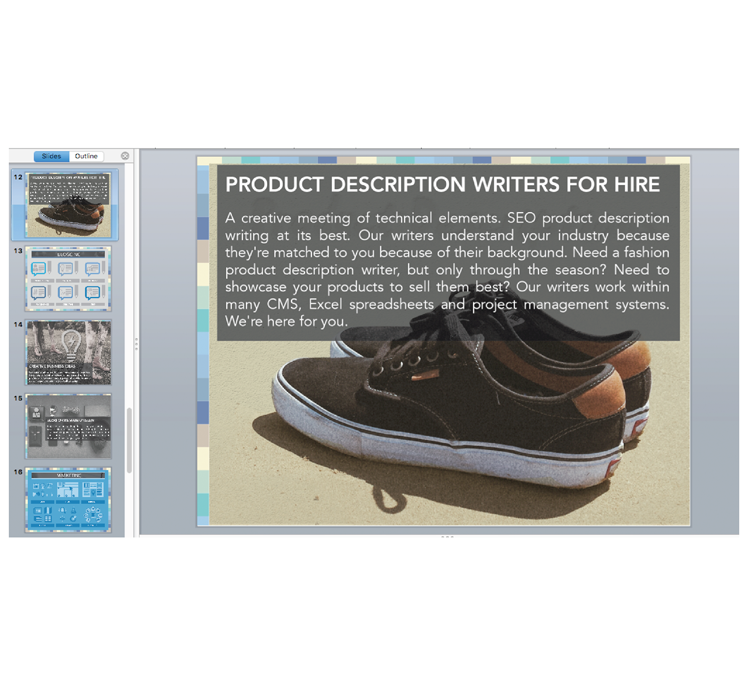 Slides Outline
12
13
14
15
16
MARKETING
PRODUCT DESCRIPTION WRITERS FOR HIRE
A creative meeting of technical elements. SEO product description
writing at its best. Our writers understand your industry because
they're matched to you because of their background. Need a fashion
product description writer, but only through the season? Need to
showcase your products to sell them best? Our writers work within
many CMS, Excel spreadsheets and project management systems.
We're here for you.